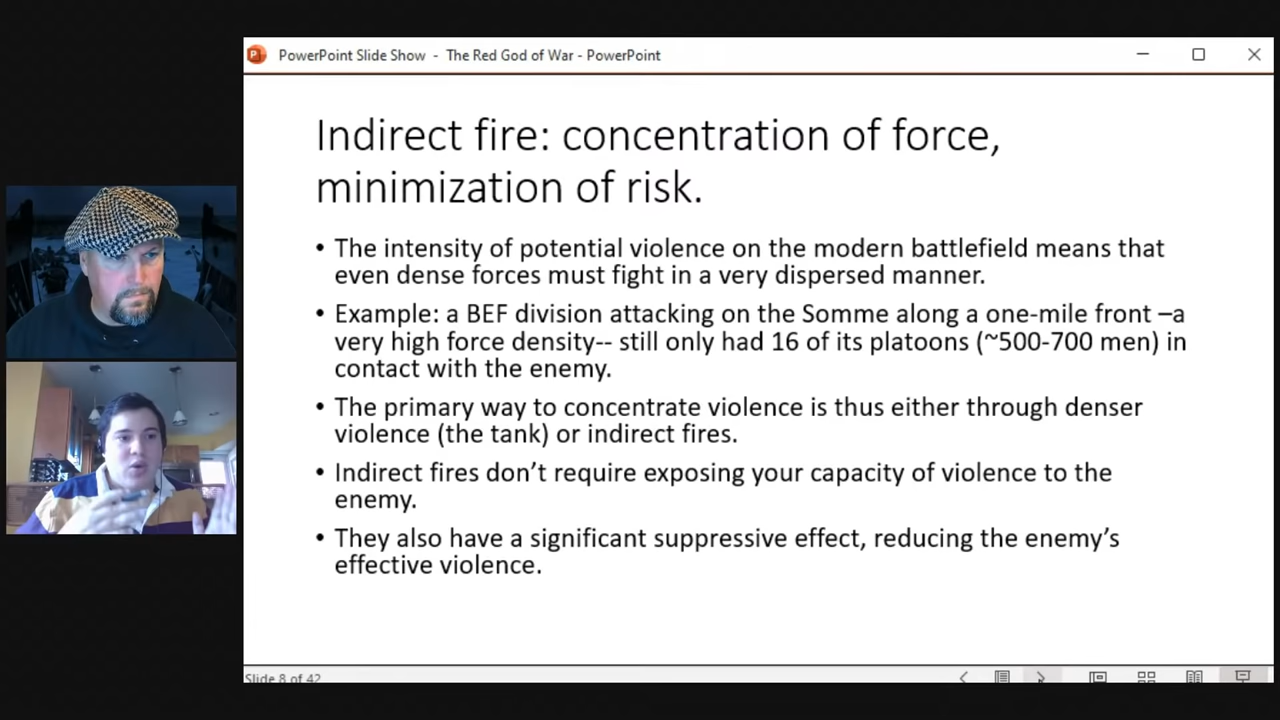 PowerPoint Slide Show - The Red God of War - PowerPoint
Indirect fire: concentration of force,
minimization of risk.
• The intensity of potential violence on the modern battlefield means that
even dense forces must fight in a very dispersed manner.
• Example: a BEF division attacking on the Somme along a one-mile front –a
very high force density-- still only had 16 of its platoons (~500-700 men) in
contact with the enemy.
• The primary way to concentrate violence is thus either through denser
violence (the tank) or indirect fires.
• Indirect fires don’t require exposing your capacity of violence to the
enemy.
• They also have a significant suppressive effect, reducing the enemy’s
effective violence.
Slide 8 of 42